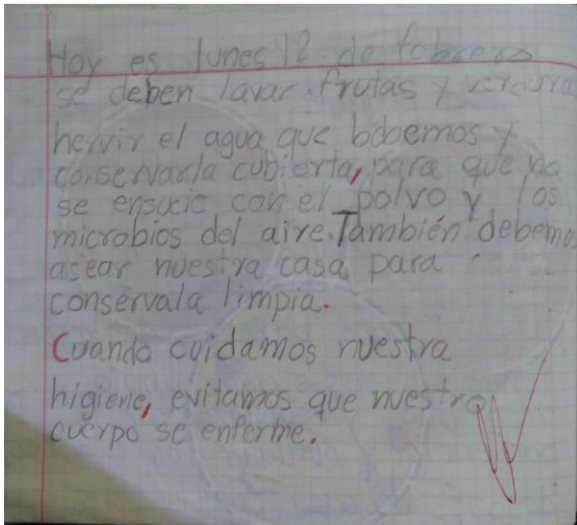 Hoy es lunes 12 de febrero
se deben lavar frutas y verdura
hervir el agua que bebemos y
conservarla cubierta, para que no
se ensucie con el polvo y los
microbios del aire. También debemo
asear nuestra casa para
conservala limpia.
Cuando cuidamos nuestra
higiene, evitamos que nuestro
cuerpo se enferme.